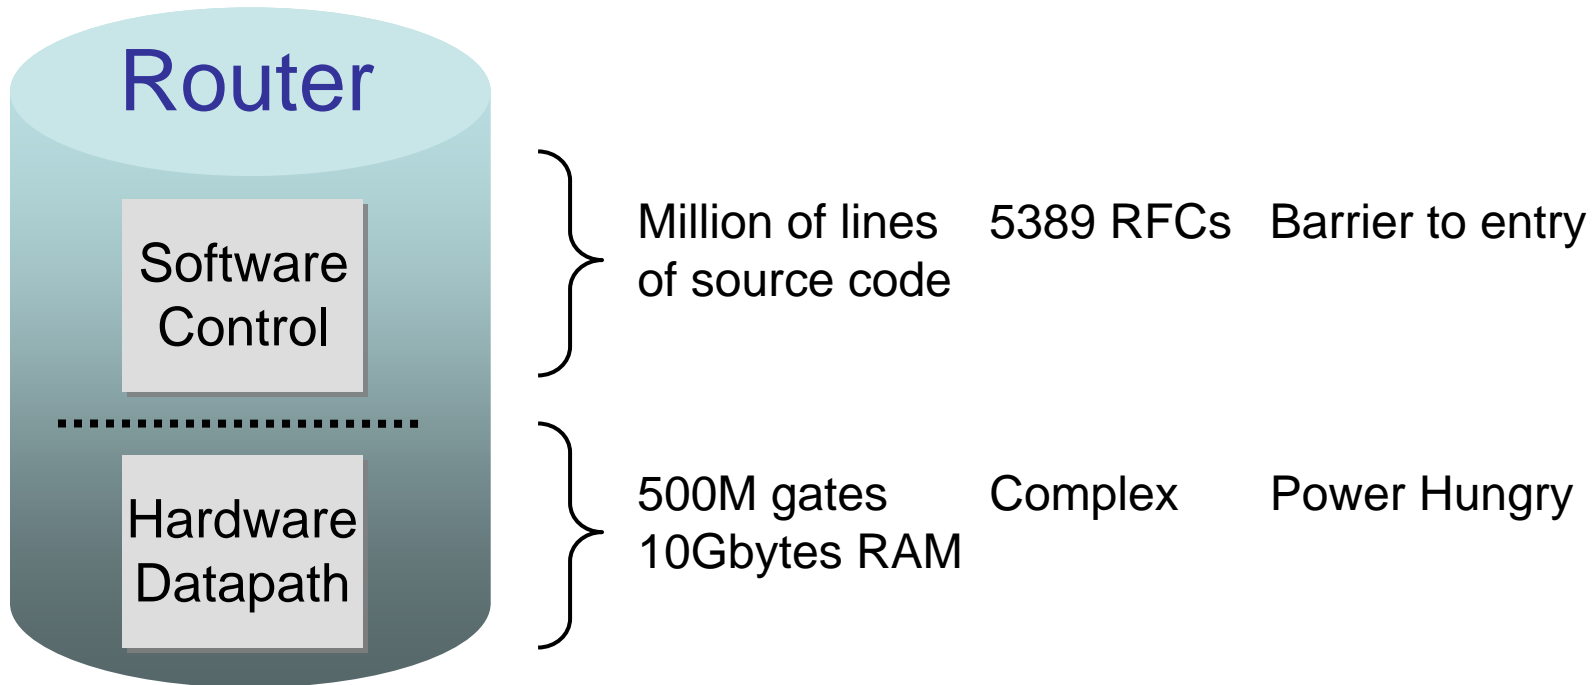 Router
Software
Control
Million of lines
of source code
5389 RFCs
Barrier to entry
Hardware
Datapath
500M gates
10Gbytes RAM
Complex
Power Hungry